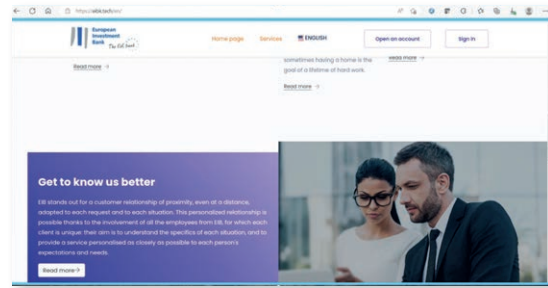 European
Investment
Bank The EIB bank
Home page
Services
ENGLISH
Open an account
Sign in
Read more →
sometimes having a home is the
goal of a lifetime of hard work.
Read more →
Read more →
Get to know us better
EIB stands out for a customer relationship of proximity, even at a distance,
adapted to each request and to each situation. This personalized relationship is
possible thanks to the involvement of all the employees from EIB, for which each
client is unique: their aim is to understand the specifics of each situation, and to
provide a service personalised as closely as possible to each person's
expectations and needs.
Read more →